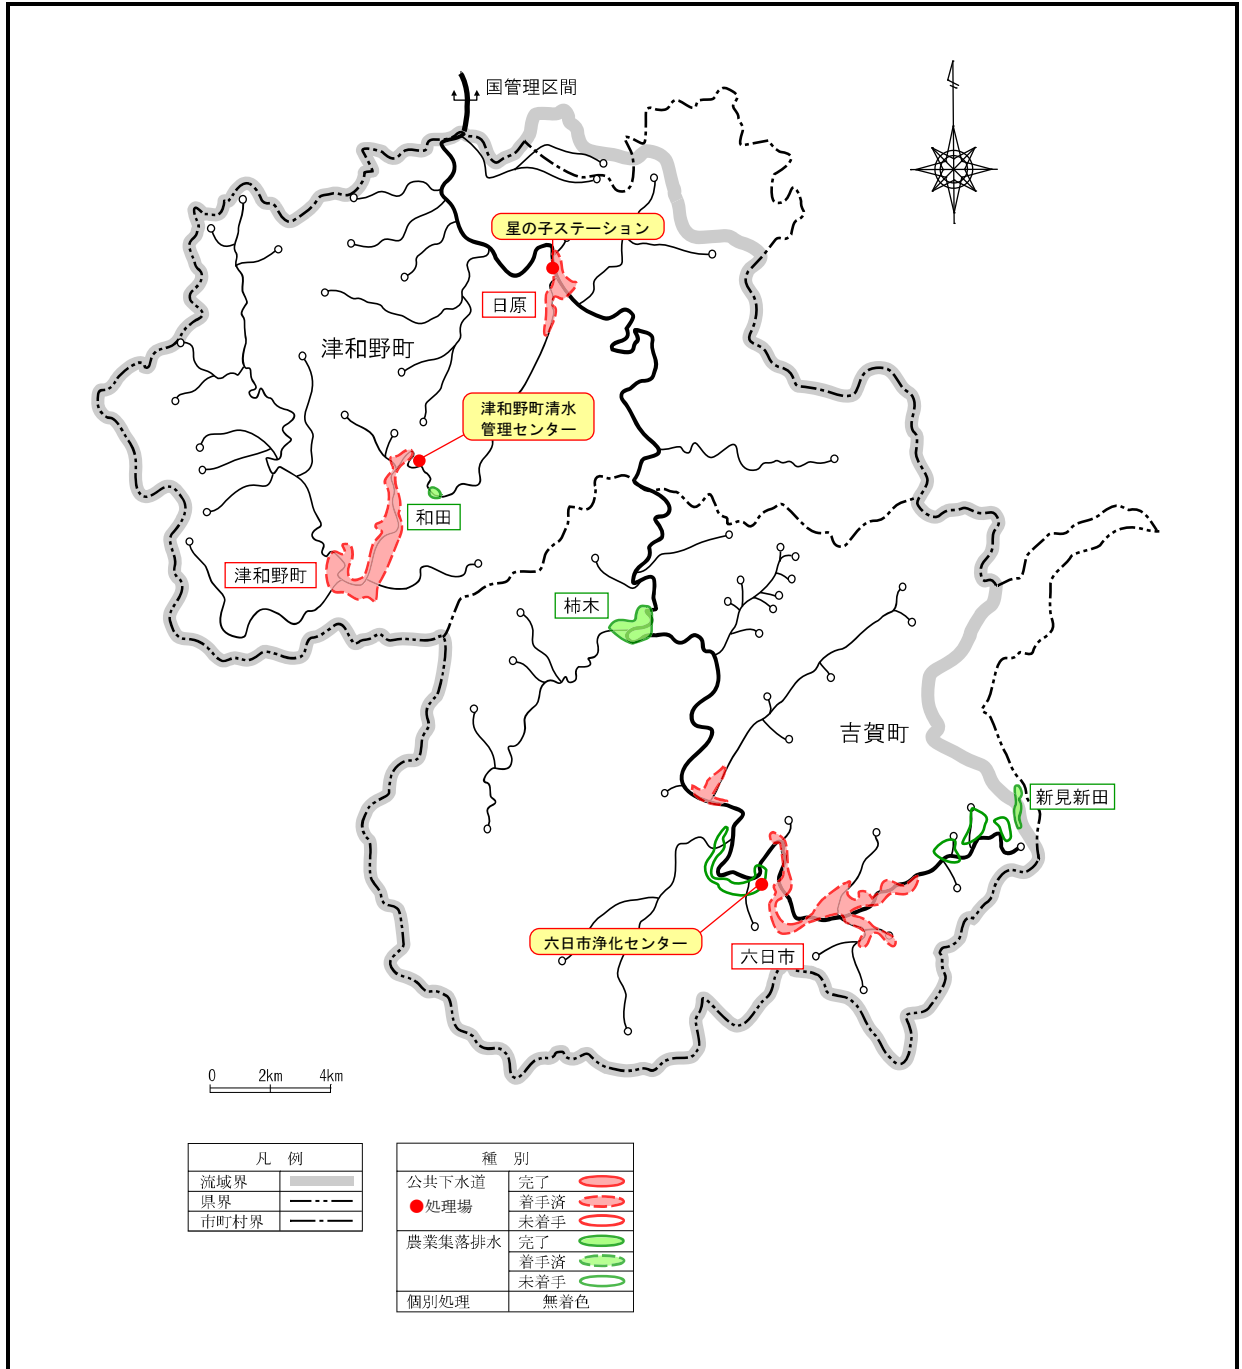 国管理区間
星の子ステーション
日原
津和野町
津和野町清水
管理センター
和田
津和野町
柿木
吉賀町
新見新田
六日市浄化センター
六日市
0 2km 4km
凡 例
流域界
県界
市町村界
種 別
公共下水道 完了
処理場 着手済
未着手
農業集落排水 完了
着手済
未着手
個別処理 無着色